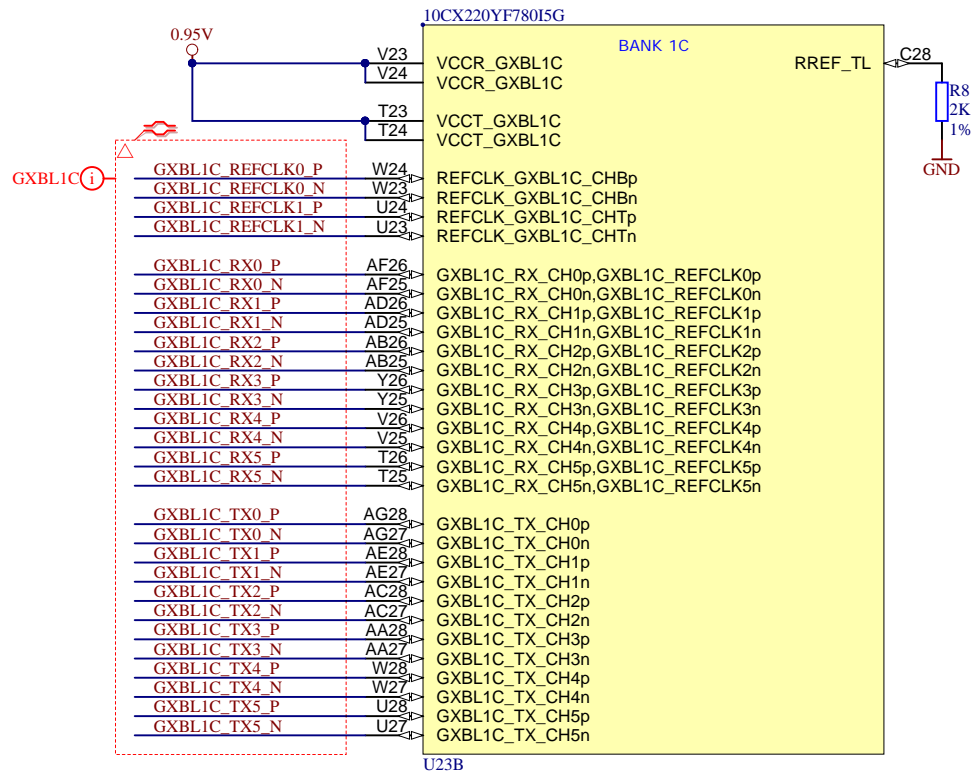 10CX220YF780I5G
BANK 1C
0.95V
V23 VCCR_GXBL1C
V24 VCCR_GXBL1C
T23 VCCT_GXBL1C
T24 VCCT_GXBL1C
RREF_TL C28
R8
2K
1%
GND
GXBL1C i
GXBL1C_REFCLK0_P W24 REFCLK_GXBL1C_CHBp
GXBL1C_REFCLK0_N W23 REFCLK_GXBL1C_CHBn
GXBL1C_REFCLK1_P U24 REFCLK_GXBL1C_CHTp
GXBL1C_REFCLK1_N U23 REFCLK_GXBL1C_CHTn
GXBL1C_RX0_P AF26 GXBL1C_RX_CH0p,GXBL1C_REFCLK0p
GXBL1C_RX0_N AF25 GXBL1C_RX_CH0n,GXBL1C_REFCLK0n
GXBL1C_RX1_P AD26 GXBL1C_RX_CH1p,GXBL1C_REFCLK1p
GXBL1C_RX1_N AD25 GXBL1C_RX_CH1n,GXBL1C_REFCLK1n
GXBL1C_RX2_P AB26 GXBL1C_RX_CH2p,GXBL1C_REFCLK2p
GXBL1C_RX2_N AB25 GXBL1C_RX_CH2n,GXBL1C_REFCLK2n
GXBL1C_RX3_P Y26 GXBL1C_RX_CH3p,GXBL1C_REFCLK3p
GXBL1C_RX3_N Y25 GXBL1C_RX_CH3n,GXBL1C_REFCLK3n
GXBL1C_RX4_P V26 GXBL1C_RX_CH4p,GXBL1C_REFCLK4p
GXBL1C_RX4_N V25 GXBL1C_RX_CH4n,GXBL1C_REFCLK4n
GXBL1C_RX5_P T26 GXBL1C_RX_CH5p,GXBL1C_REFCLK5p
GXBL1C_RX5_N T25 GXBL1C_RX_CH5n,GXBL1C_REFCLK5n
GXBL1C_TX0_P AG28 GXBL1C_TX_CH0p
GXBL1C_TX0_N AG27 GXBL1C_TX_CH0n
GXBL1C_TX1_P AE28 GXBL1C_TX_CH1p
GXBL1C_TX1_N AE27 GXBL1C_TX_CH1n
GXBL1C_TX2_P AC28 GXBL1C_TX_CH2p
GXBL1C_TX2_N AC27 GXBL1C_TX_CH2n
GXBL1C_TX3_P AA28 GXBL1C_TX_CH3p
GXBL1C_TX3_N AA27 GXBL1C_TX_CH3n
GXBL1C_TX4_P W28 GXBL1C_TX_CH4p
GXBL1C_TX4_N W27 GXBL1C_TX_CH4n
GXBL1C_TX5_P U28 GXBL1C_TX_CH5p
GXBL1C_TX5_N U27 GXBL1C_TX_CH5n
U23B